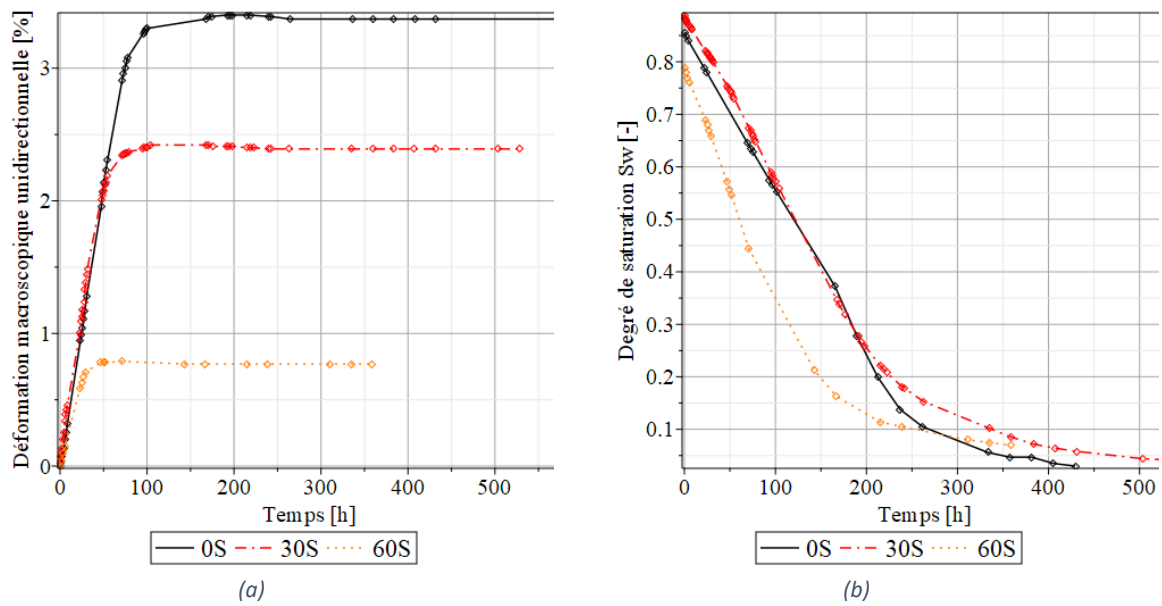 Déformation macroscopique unidirectionnelle [%]
3
2
1
0
0 100 200 300 400 500
Temps [h]
0S 30S 60S
(a)
Degré de saturation Sw [-]
0.8
0.7
0.6
0.5
0.4
0.3
0.2
0.1
0 100 200 300 400 500
Temps [h]
0S 30S 60S
(b)